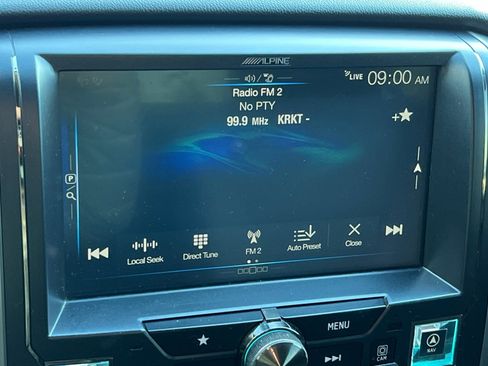 ALPINE
LIVE 09:00 AM
Radio FM 2
No PTY
99.9 MHz KRKT -
P
Local Seek
Direct Tune
FM 2
Auto Preset
Close
MENU
CAM
NAV